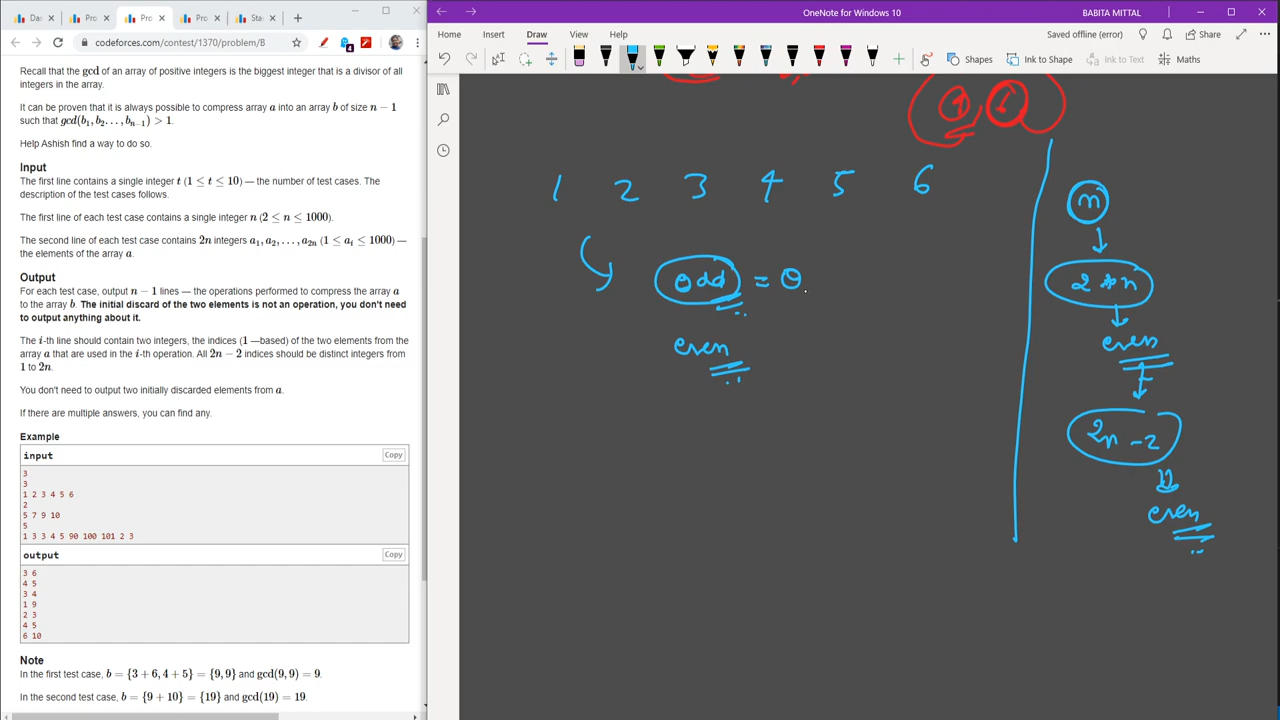 Da
Pro
Pro
Pro
Sta
codeforces.com/contest/1370/problem/B
OneNote for Windows 10
BABITA MITTAL
Home
Insert
Draw
View
Help
Saved offline (error)
Share
Shapes
Ink to Shape
Ink to Text
Maths
Recall that the gcd of an array of positive integers is the biggest integer that is a divisor of all
integers in the array.
It can be proven that it is always possible to compress array a into an array b of size n − 1
such that gcd(b1, b2 . . . , bn−1) > 1.
Help Ashish find a way to do so.
Input
The first line contains a single integer t (1 ≤ t ≤ 10) — the number of test cases. The
description of the test cases follows.
The first line of each test case contains a single integer n (2 ≤ n ≤ 1000).
The second line of each test case contains 2n integers a1, a2, . . . , a2n (1 ≤ ai ≤ 1000) —
the elements of the array a.
Output
For each test case, output n − 1 lines — the operations performed to compress the array a
to the array b. The initial discard of the two elements is not an operation, you don't need
to output anything about it.
The i-th line should contain two integers, the indices (1 —based) of the two elements from the
array a that are used in the i-th operation. All 2n − 2 indices should be distinct integers from
1 to 2n.
You don't need to output two initially discarded elements from a.
If there are multiple answers, you can find any.
Example
input
Copy
3
3
1 2 3 4 5 6
2
5 7 9 10
5
1 3 3 4 5 90 100 101 2 3
output
Copy
3 6
4 5
3 4
1 9
2 3
4 5
6 10
Note
In the first test case, b = {3 + 6, 4 + 5} = {9, 9} and gcd(9, 9) = 9.
In the second test case, b = {9 + 10} = {19} and gcd(19) = 19.
1 2 3 4 5 6
odd = 0
even
n
2 * n
even
2n - 2
even